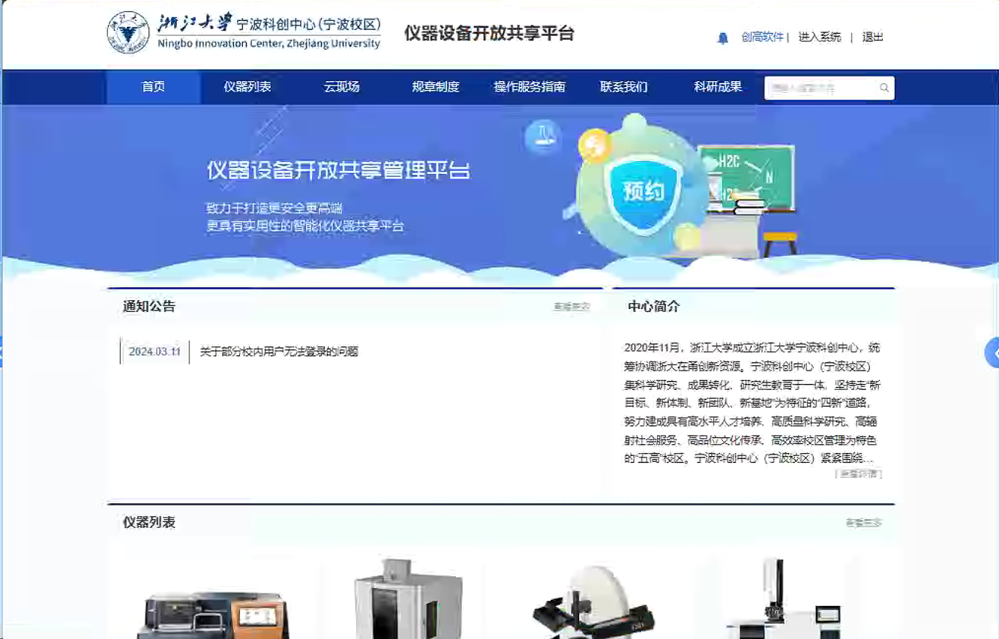 浙江大学 宁波科创中心(宁波校区)
Ningbo Innovation Center, Zhejiang University
仪器设备开放共享平台
创高软件 | 进入系统 | 退出
首页 仪器列表 云现场 规章制度 操作服务指南 联系我们 科研成果
仪器设备开放共享管理平台
致力于打造更安全更高端
更具有实用性的智能化仪器共享平台
预约
H2C
N
通知公告
查看更多
2024.03.11 关于部分校内用户无法登录的问题
中心简介
2020年11月，浙江大学成立浙江大学宁波科创中心，统
筹协调浙大在甬创新资源。宁波科创中心（宁波校区）
集科学研究、成果转化、研究生教育于一体，坚持走“新
目标、新体制、新团队、新基地”为特征的“四新”道路，
努力建成具有高水平人才培养、高质量科学研究、高辐
射社会服务、高品位文化传承、高效率校区管理为特色
的“五高”校区。宁波科创中心（宁波校区）紧紧围绕...
[查看详情]
仪器列表
查看更多